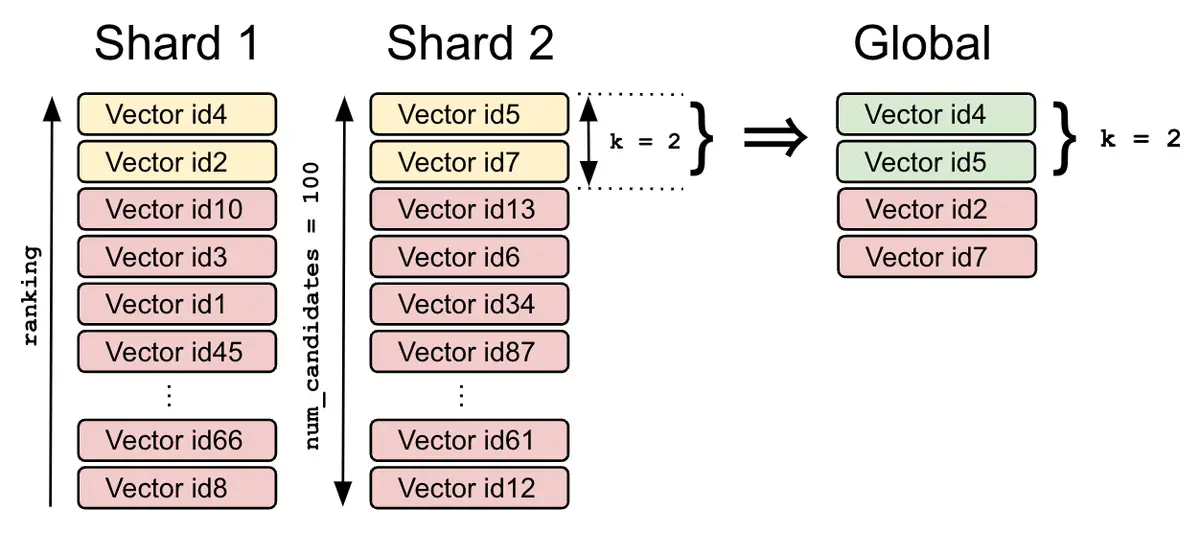 Shard 1
Shard 2
Global
ranking
Vector id4
Vector id2
Vector id10
Vector id3
Vector id1
Vector id45
⋮
Vector id66
Vector id8
num_candidates = 100
Vector id5
Vector id7
Vector id13
Vector id6
Vector id34
Vector id87
⋮
Vector id61
Vector id12
k = 2
} ⇒
Vector id4
Vector id5
Vector id2
Vector id7
} k = 2